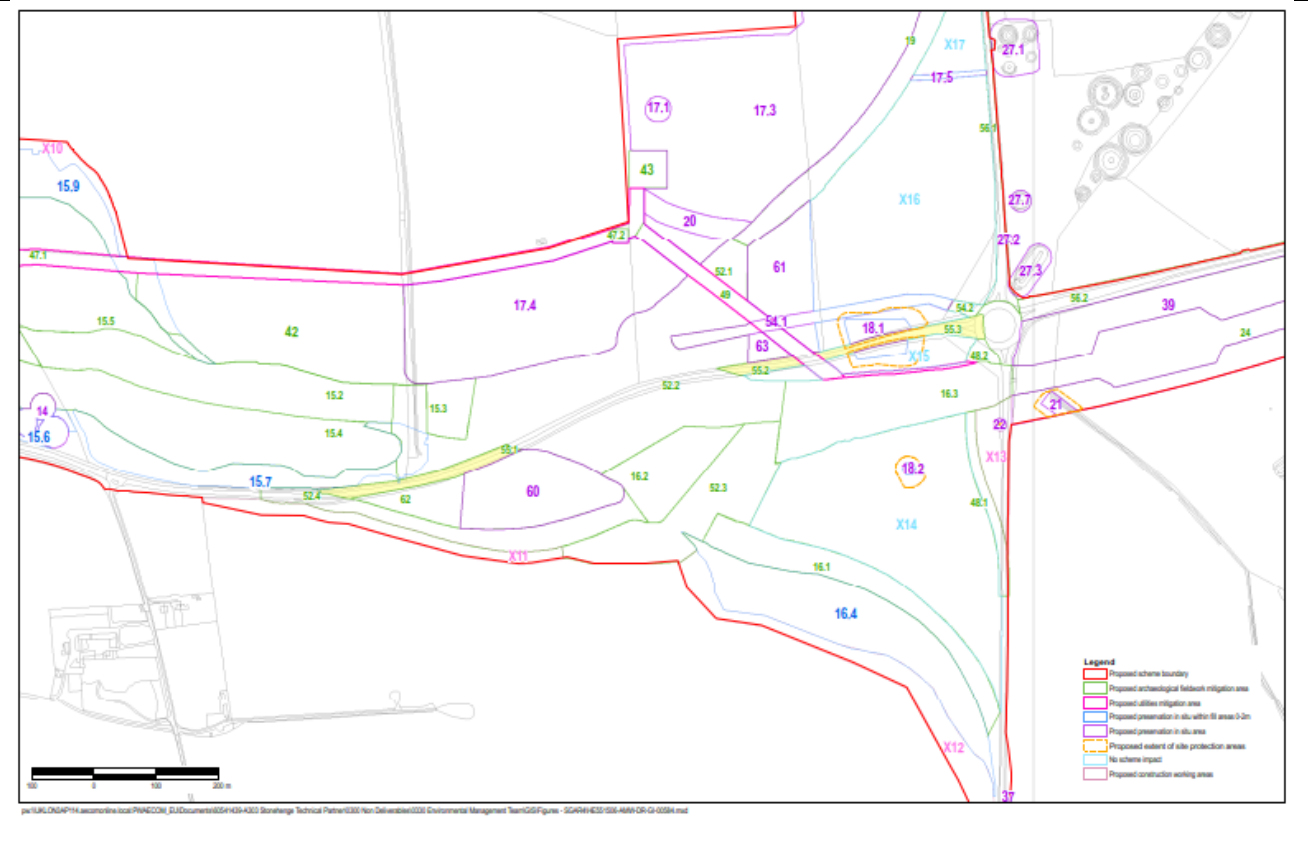 19
X17
27.1
17.5
17.1
17.3
56.1
X10
43
15.9
X16
27.7
20
47.2
27.2
47.1
52.1
61
27.3
49
56.2
17.4
39
54.2
15.5
54.1
18.1
55.3
42
24
63
X15
48.2
55.2
52.2
15.2
16.3
15.3
21
14
22
15.4
15.6
55.1
X13
18.2
16.2
15.7
60
52.3
52.4
62
48.1
X14
X11
16.1
16.4
X12
37
Legend
Proposed scheme boundary
Proposed archaeological fieldwork mitigation area
Proposed utilities mitigation area
Proposed preservation in situ within fill areas 0-2m
Proposed preservation in situ area
Proposed extent of site protection areas
No scheme impact
Proposed construction working areas
100 0 100 200 m